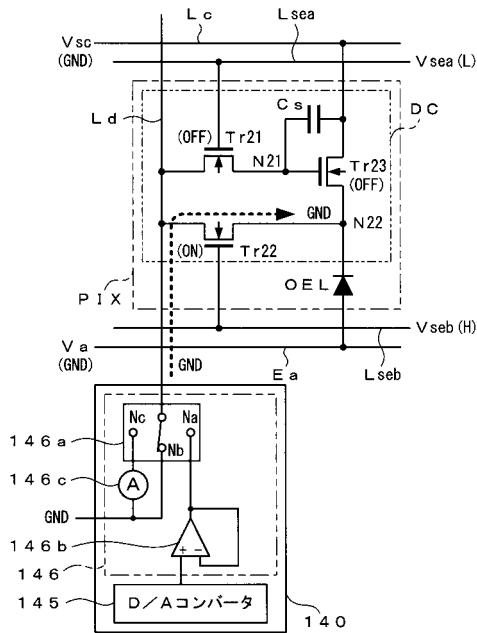 Lc
Lsea
Vsc
(GND)
Vsea(L)
Ld
Cs
DC
(OFF)
Tr21
N21
Tr23
(OFF)
GND
N22
(ON)
Tr22
OEL
PIX
Vseb(H)
Va
(GND)
GND
Ea
Lseb
Nc
Na
Nb
146a
146c
A
GND
146b
+ -
146
145
D/Aコンバータ
140